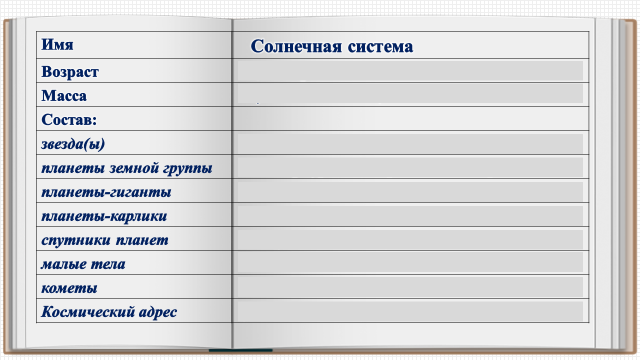 Имя
Солнечная система
Возраст
Масса
Состав:
звезда(ы)
планеты земной группы
планеты-гиганты
планеты-карлики
спутники планет
малые тела
кометы
Космический адрес